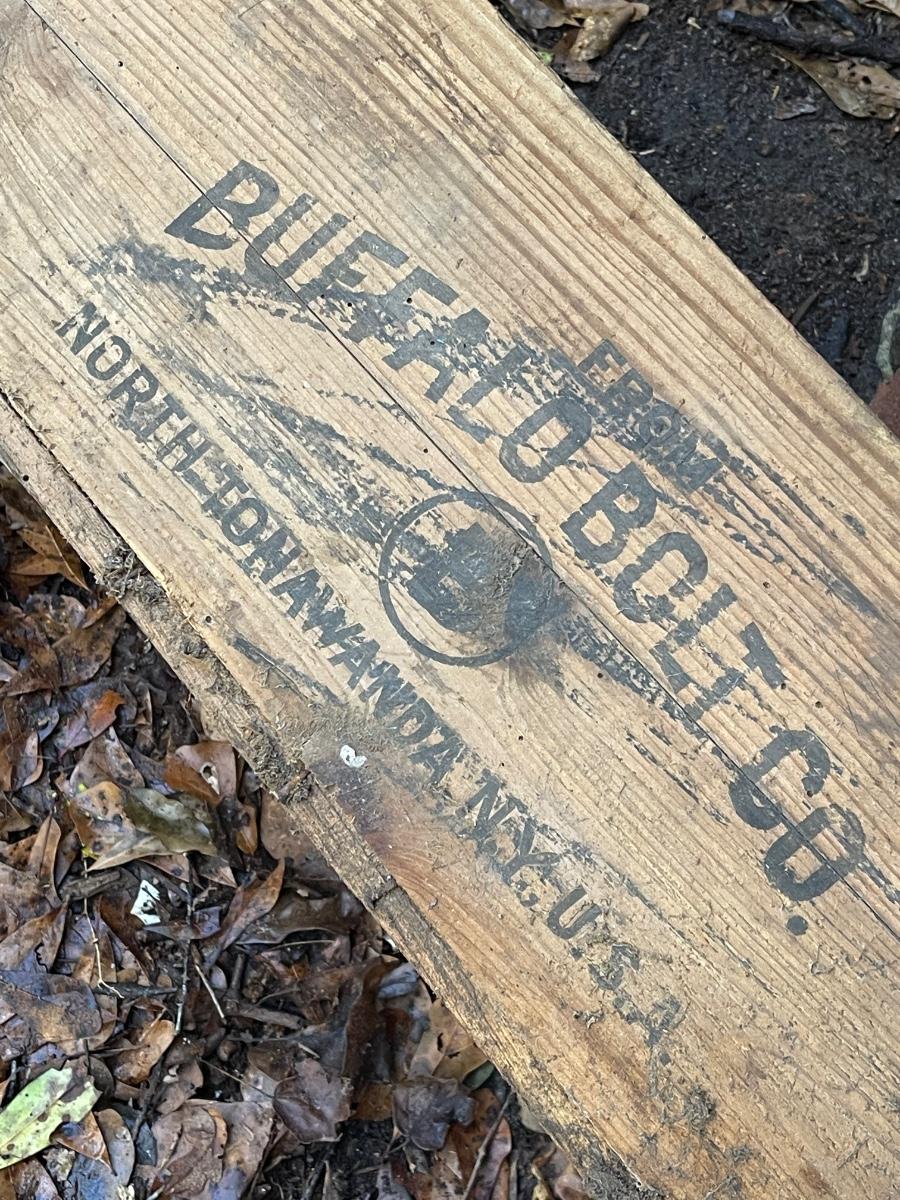 FROM
BUFFALO BOLT CO.
NORTH TONAWANDA N.Y. U.S.A.